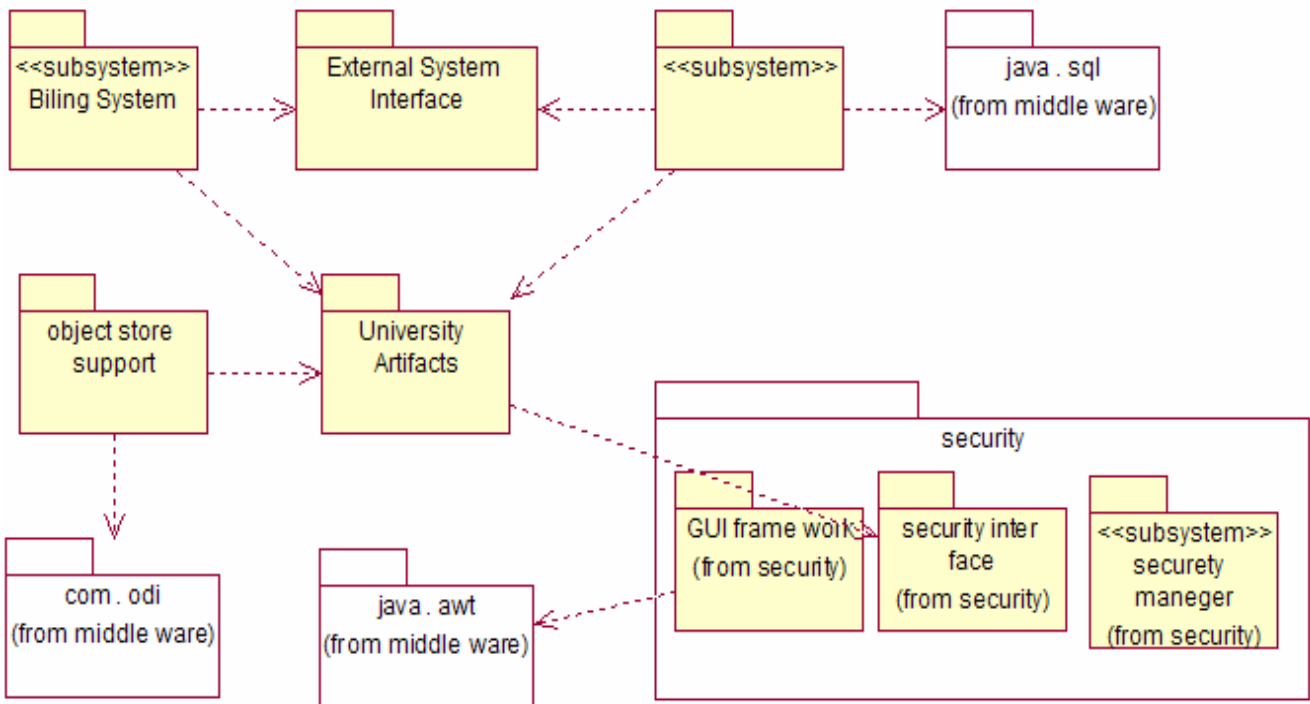 <<subsystem>>
Biling System
External System
Interface
<<subsystem>>
java . sql
(from middle ware)
object store
support
University
Artifacts
security
GUI frame work
(from security)
security inter
face
(from security)
<<subsystem>>
securety
maneger
(from security)
com . odi
(from middle ware)
java . awt
(from middle ware)